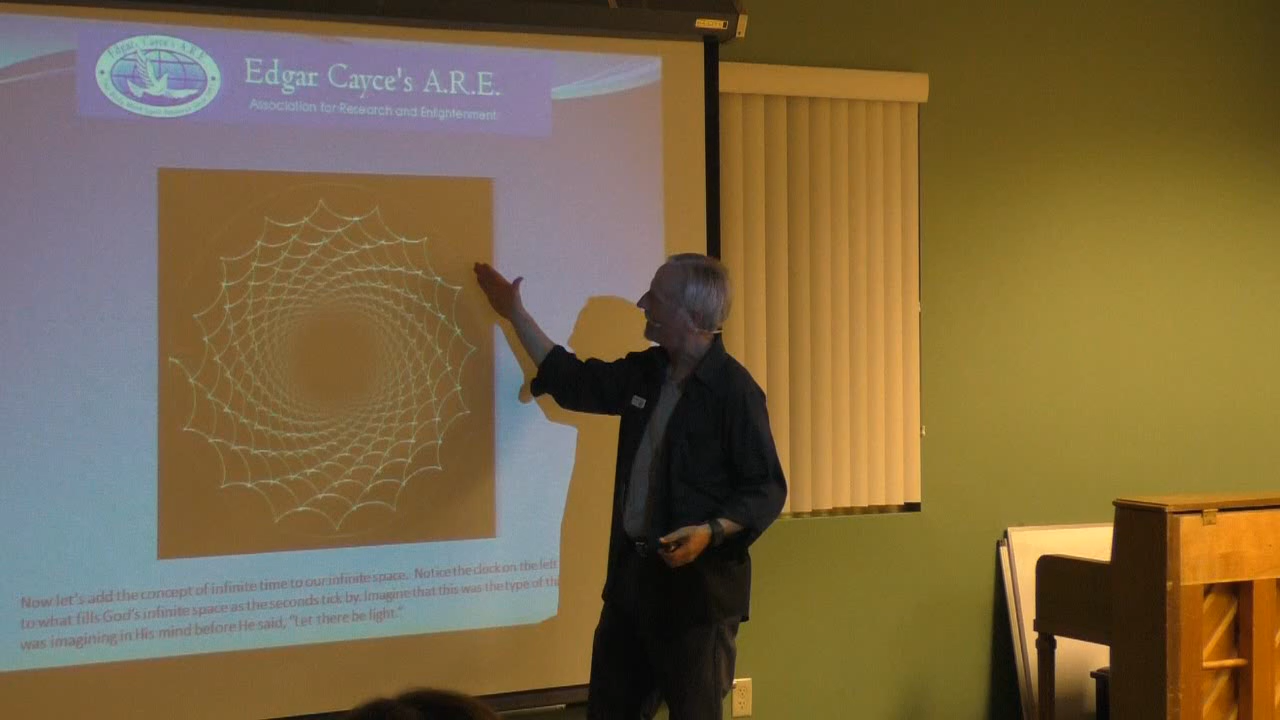 Edgar Cayce's A.R.E.
Edgar Cayce's A.R.E.
Association for Research and Enlightenment
Now let's add the concept of infinite time to our infinite space. Notice the clock on the left
to what fills God's infinite space as the seconds tick by. Imagine that this was the type of th
was imagining in His mind before He said, "Let there be light."